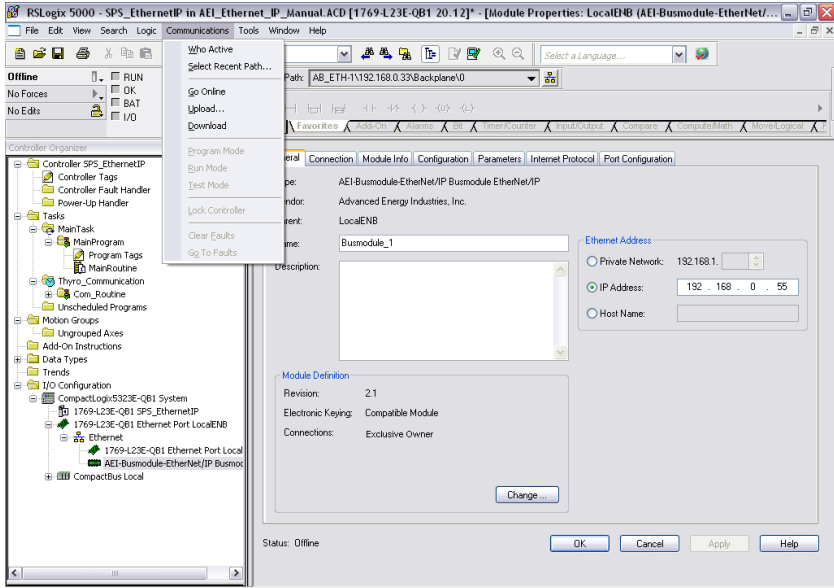 RSLogix 5000 - SPS_EthernetIP in AEI_Ethernet_IP_Manual.ACD [1769-L23E-QB1 20.12]* - [Module Properties: LocalENB (AEI-Busmodule-EtherNet/...
File Edit View Search Logic Communications Tools Window Help
Select a Language...
Who Active
Select Recent Path...
Go Online
Upload...
Download
Program Mode
Run Mode
Test Mode
Lock Controller
Clear Faults
Go To Faults
Offline RUN
No Forces OK
No Edits BAT
I/O
Path: AB_ETH-1\192.168.0.33\Backplane\0
Favorites Add-On Alarms Bit Timer/Counter Input/Output Compare Compute/Math Move/Logical F
Controller Organizer
Controller SPS_EthernetIP
Controller Tags
Controller Fault Handler
Power-Up Handler
Tasks
MainTask
MainProgram
Program Tags
MainRoutine
Thyro_Communication
Com_Routine
Unscheduled Programs
Motion Groups
Ungrouped Axes
Add-On Instructions
Data Types
Trends
I/O Configuration
CompactLogix5323E-QB1 System
1769-L23E-QB1 SPS_EthernetIP
1769-L23E-QB1 Ethernet Port LocalENB
Ethernet
1769-L23E-QB1 Ethernet Port Local
AEI-Busmodule-EtherNet/IP Busmoc
CompactBus Local
eral Connection Module Info Configuration Parameters Internet Protocol Port Configuration
pe: AEI-Busmodule-EtherNet/IP Busmodule EtherNet/IP
ndor: Advanced Energy Industries, Inc.
rent: LocalENB
me: Busmodule_1
Description:
Ethernet Address
Private Network: 192.168.1.
IP Address: 192 . 168 . 0 . 55
Host Name:
Module Definition
Revision: 2.1
Electronic Keying: Compatible Module
Connections: Exclusive Owner
Change ...
Status: Offline
OK Cancel Apply Help